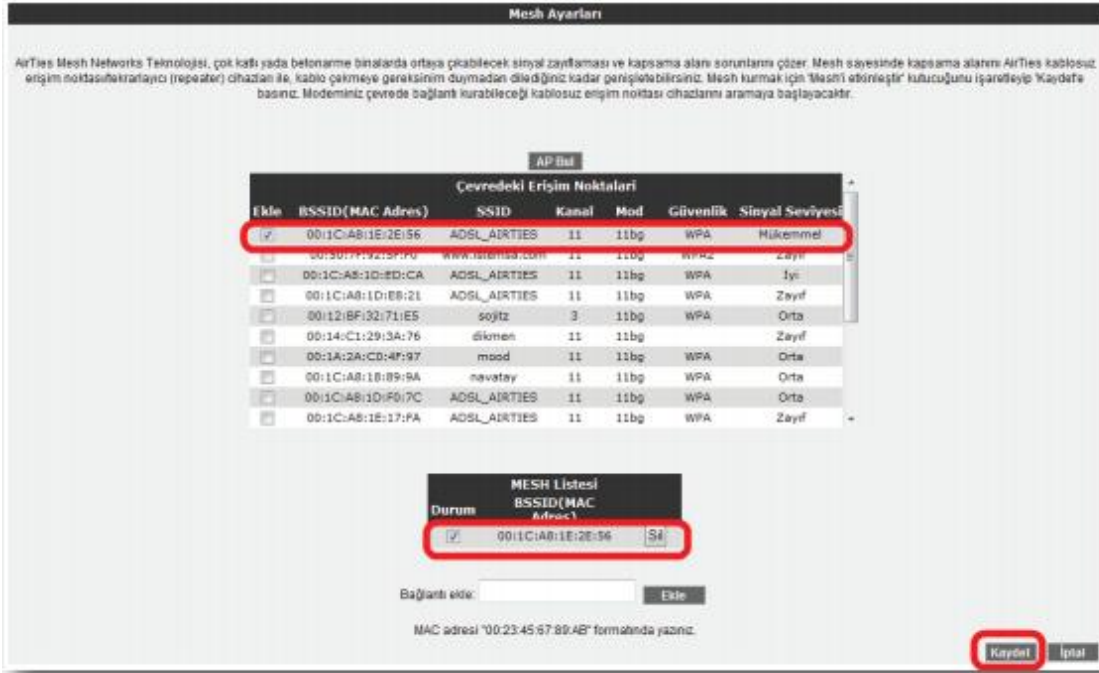 Mesh Ayarları
AirTies Mesh Networks Teknolojisi, çok katlı yada betonarme binalarda ortaya çıkabilecek sinyal zayıflaması ve kapsama alanı sorunlarını çözer. Mesh sayesinde kapsama alanını AirTies kablosuz
erişim noktası/tekrarlayıcı (repeater) cihazları ile, kablo çekmeye gereksinim duymadan dilediğiniz kadar genişletebilirsiniz. Mesh kurmak için 'Mesh'i etkinleştir' kutucuğunu işaretleyip 'Kaydet'e
basınız. Modeminiz çevrede bağlantı kurabileceği kablosuz erişim noktası cihazlarını aramaya başlayacaktır.
AP Bul
Çevredeki Erişim Noktalari
Ekle BSSID(MAC Adres) SSID Kanal Mod Güvenlik Sinyal Seviyesi
00:1C:A8:1E:2E:56 ADSL_AIRTIES 11 11bg WPA Mükemmel
11 11bg WPA2 Zayıf
00:1C:A8:1D:ED:CA ADSL_AIRTIES 11 11bg WPA İyi
00:1C:A8:1D:E8:21 ADSL_AIRTIES 11 11bg WPA Zayıf
00:12:BF:32:71:E5 sojitz 3 11bg WPA Orta
00:14:C1:29:3A:76 dikmen 11 11bg Zayıf
00:1A:2A:CD:4F:97 mood 11 11bg WPA Orta
00:1C:A8:18:89:9A navatay 11 11bg WPA Orta
00:1C:A8:1D:F0:7C ADSL_AIRTIES 11 11bg WPA Orta
00:1C:A8:1E:17:FA ADSL_AIRTIES 11 11bg WPA Zayıf
MESH Listesi
Durum BSSID(MAC Adres)
00:1C:A8:1E:2E:56 Sil
Bağlantı ekle: Ekle
MAC adresi "00:23:45:67:89:AB" formatında yazınız.
Kaydet İptal